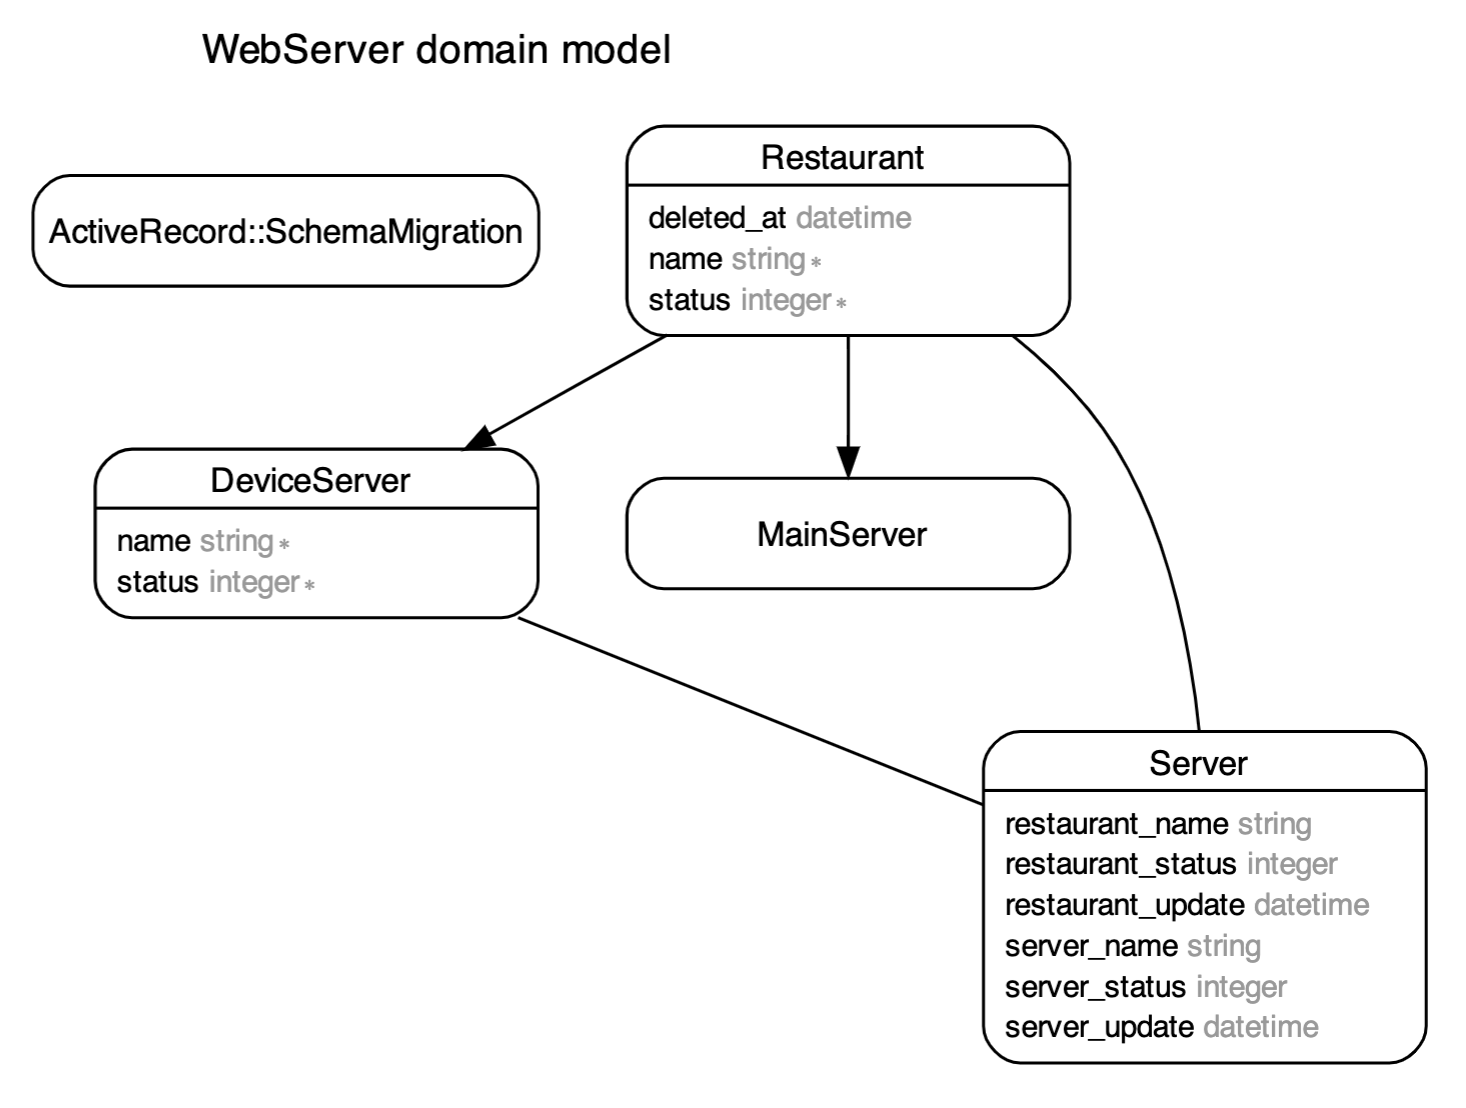 WebServer domain model
ActiveRecord::SchemaMigration
Restaurant
deleted_at datetime
name string *
status integer *
DeviceServer
name string *
status integer *
MainServer
Server
restaurant_name string
restaurant_status integer
restaurant_update datetime
server_name string
server_status integer
server_update datetime